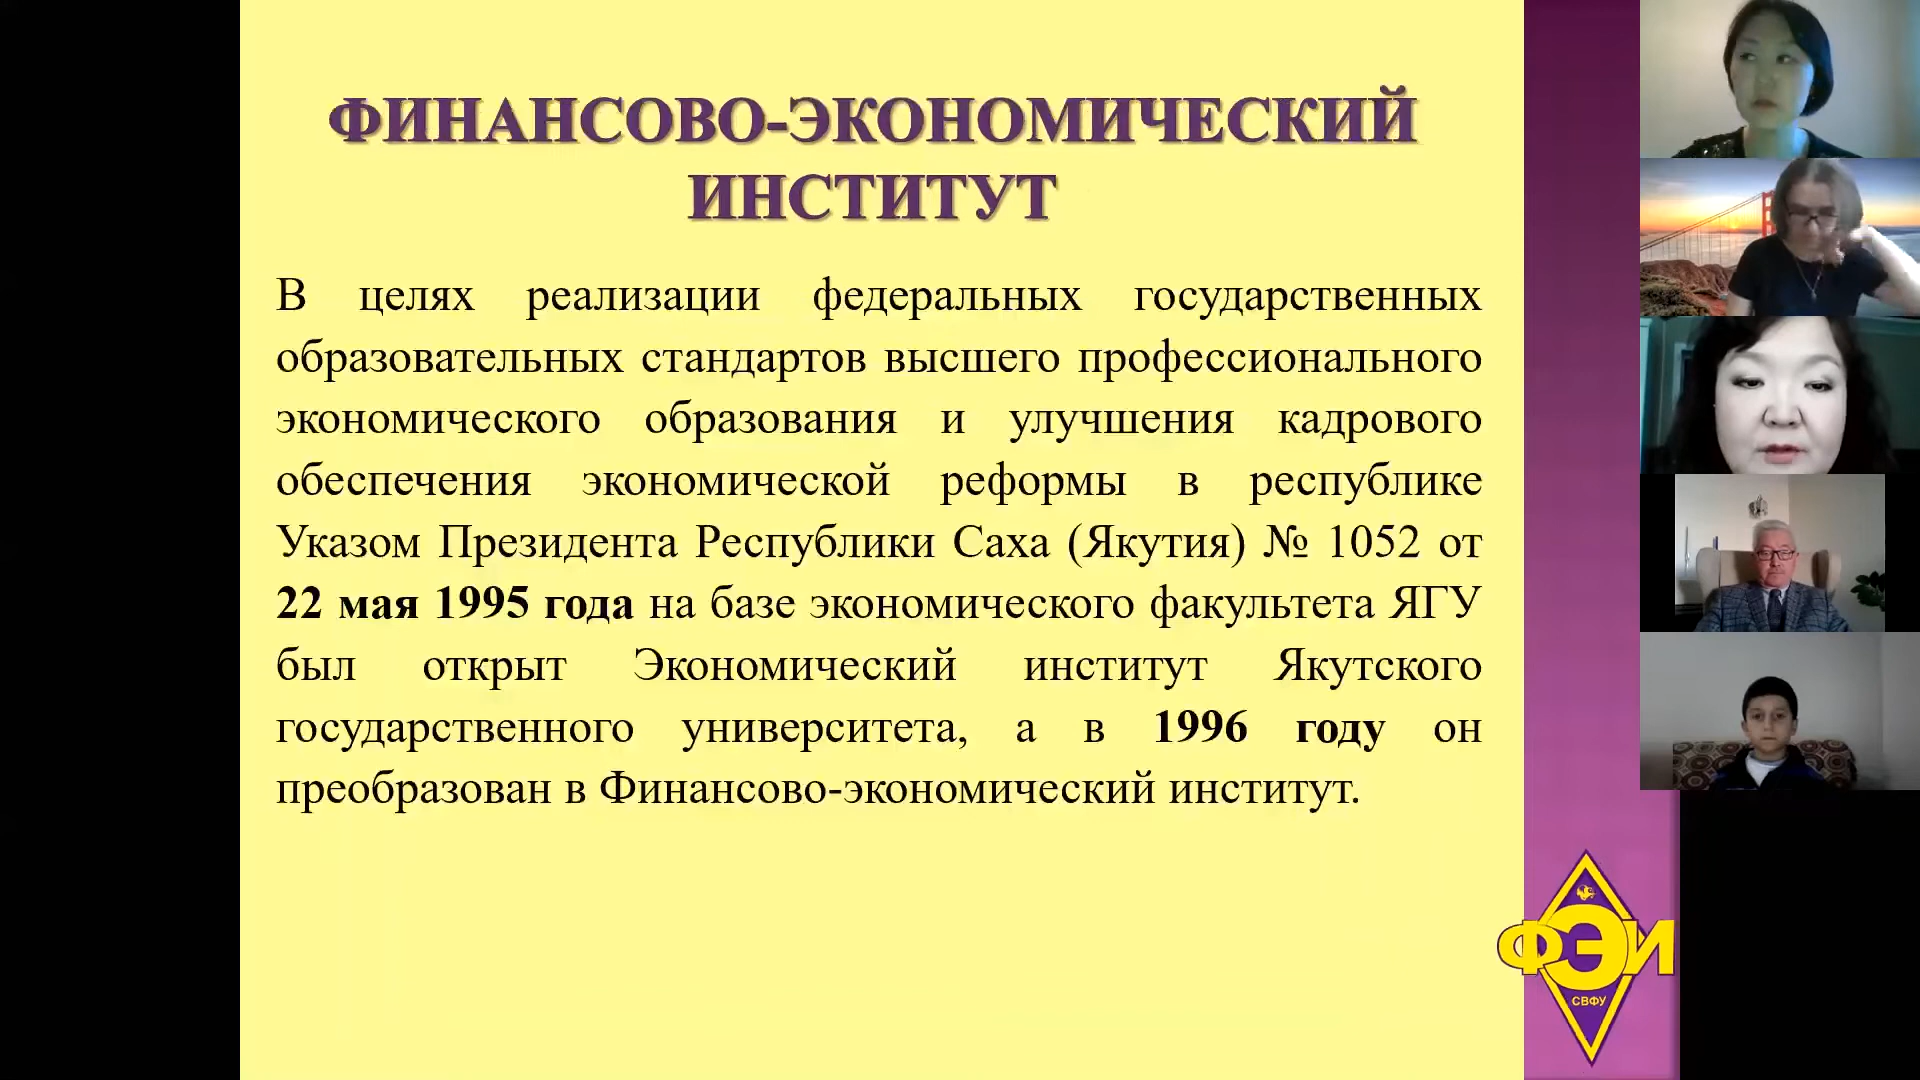 ФИНАНСОВО-ЭКОНОМИЧЕСКИЙ
ИНСТИТУТ
В целях реализации федеральных государственных
образовательных стандартов высшего профессионального
экономического образования и улучшения кадрового
обеспечения экономической реформы в республике
Указом Президента Республики Саха (Якутия) № 1052 от
22 мая 1995 года на базе экономического факультета ЯГУ
был открыт Экономический институт Якутского
государственного университета, а в 1996 году он
преобразован в Финансово-экономический институт.
ФЭИ
СВФУ